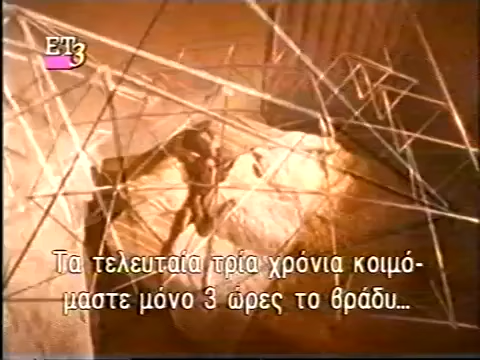 ET3
Τα τελευταία τρία χρόνια κοιμό-
μαστε μόνο 3 ώρες το βράδυ...